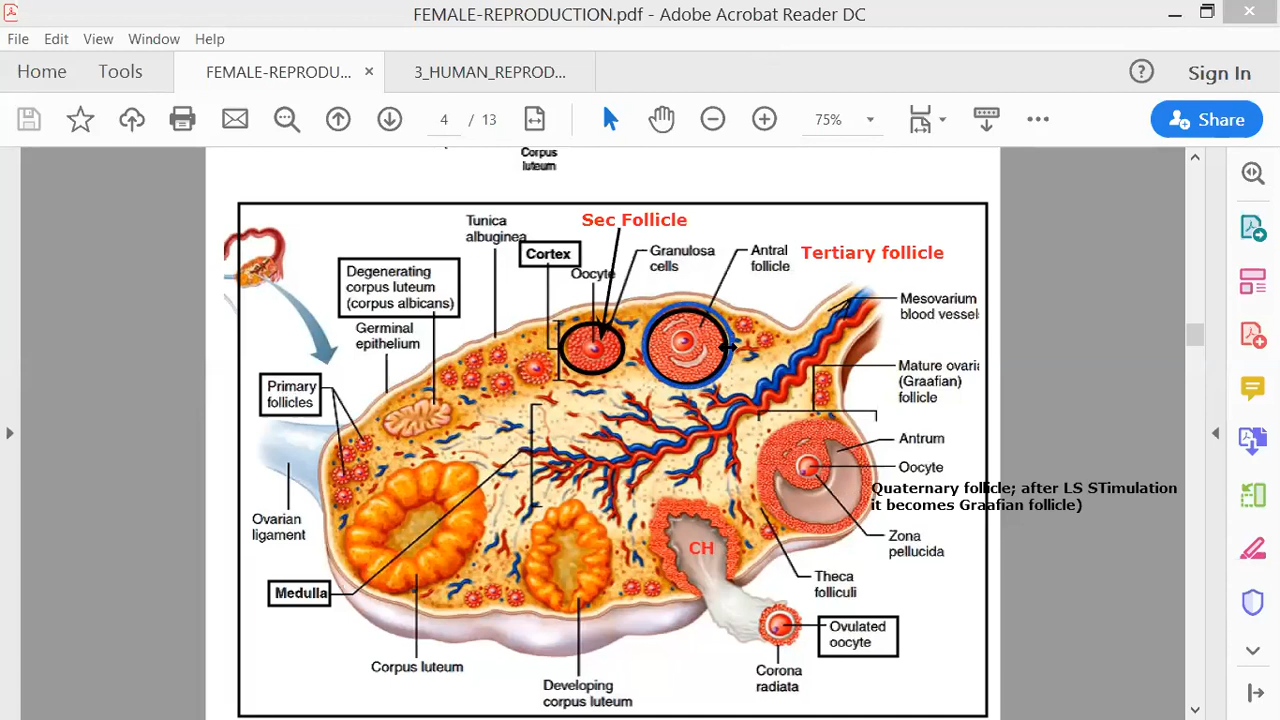 FEMALE-REPRODUCTION.pdf - Adobe Acrobat Reader DC
File Edit View Window Help
Home Tools FEMALE-REPRODU... × 3_HUMAN_REPROD... Sign In
4 / 13 75% Share
Corpus
luteum
Tunica
albuginea
Sec Follicle
Cortex
Oocyte
Granulosa
cells
Antral
follicle
Tertiary follicle
Degenerating
corpus luteum
(corpus albicans)
Germinal
epithelium
Mesovarium
blood vessels
Primary
follicles
Mature ovari
(Graafian)
follicle
Antrum
Oocyte
Quaternary follicle; after LS STimulation
it becomes Graafian follicle)
Ovarian
ligament
CH
Zona
pellucida
Medulla
Theca
folliculi
Ovulated
oocyte
Corpus luteum
Corona
radiata
Developing
corpus luteum